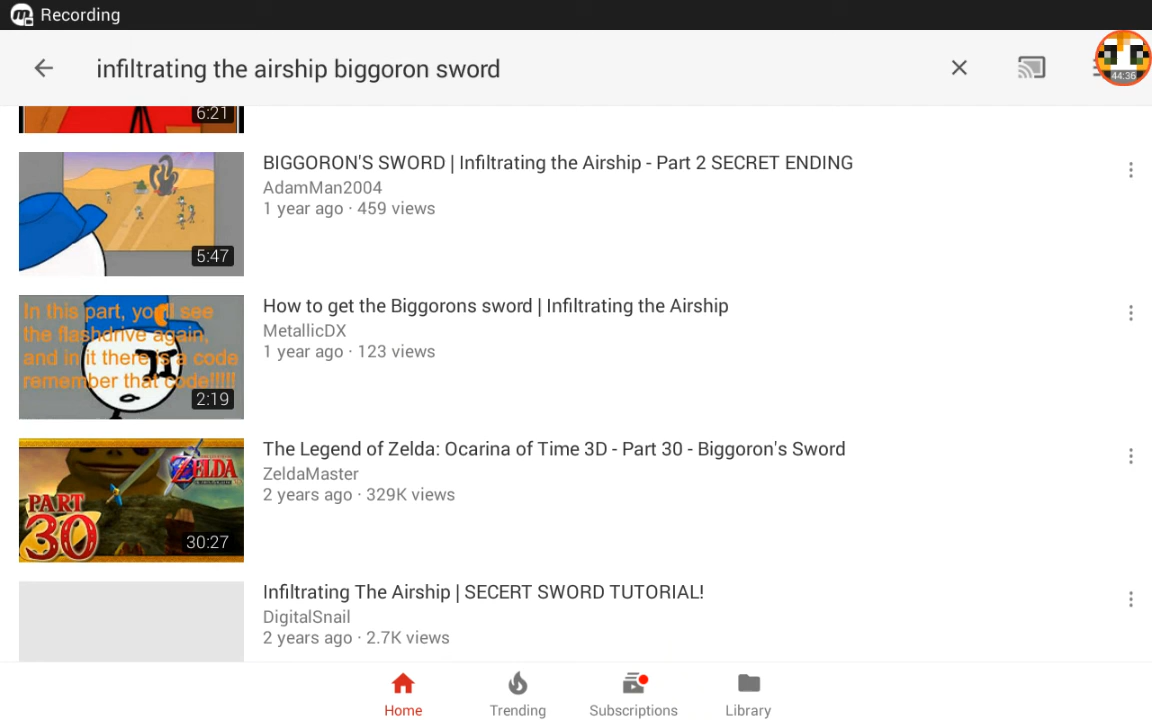 Recording
infiltrating the airship biggoron sword
44:36
6:21
BIGGORON'S SWORD | Infiltrating the Airship - Part 2 SECRET ENDING
AdamMan2004
1 year ago · 459 views
5:47
How to get the Biggorons sword | Infiltrating the Airship
MetallicDX
1 year ago · 123 views
In this part, you'll see
the flashdrive again,
and in it there is a code
remember that code!!!!!
2:19
The Legend of Zelda: Ocarina of Time 3D - Part 30 - Biggoron's Sword
ZeldaMaster
2 years ago · 329K views
ZELDA
PART
30
30:27
Infiltrating The Airship | SECERT SWORD TUTORIAL!
DigitalSnail
2 years ago · 2.7K views
Home
Trending
Subscriptions
Library